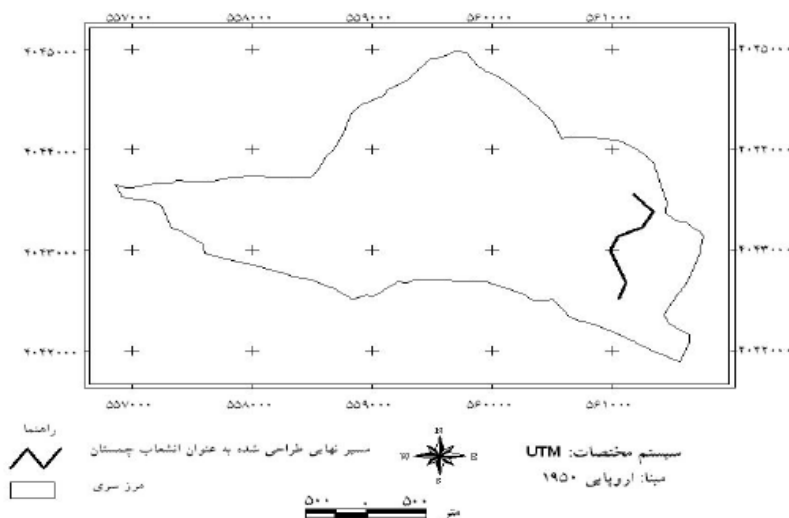 ۵۵۷۰۰۰ ۵۵۸۰۰۰ ۵۵۹۰۰۰ ۵۶۰۰۰۰ ۵۶۱۰۰۰
۴۰۴۵۰۰۰ ۴۰۴۵۰۰۰
۴۰۴۴۰۰۰ ۴۰۴۴۰۰۰
۴۰۴۳۰۰۰ ۴۰۴۳۰۰۰
۴۰۴۲۰۰۰ ۴۰۴۲۰۰۰
۵۵۷۰۰۰ ۵۵۸۰۰۰ ۵۵۹۰۰۰ ۵۶۰۰۰۰ ۵۶۱۰۰۰
راهنما
مسیر نهایی طراحی شده به عنوان انشعاب چمستان
مرز سری
N
W E
S
سیستم مختصات: UTM
مبنا: اروپایی ۱۹۵۰
۵۰۰ ۰ ۵۰۰
متر